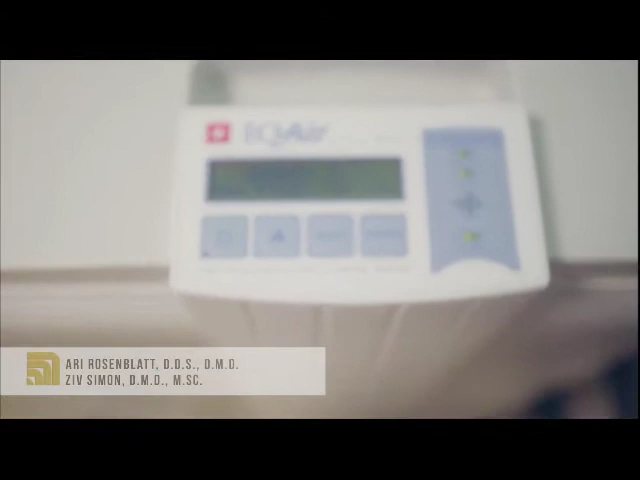 IQAir
ARI ROSENBLATT, D.D.S., D.M.D.
ZIV SIMON, D.M.D., M.SC.